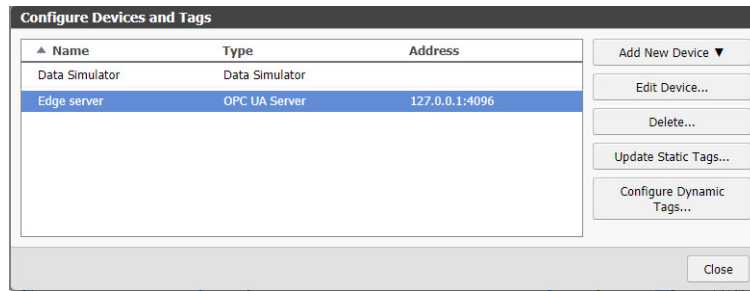 Configure Devices and Tags
▲ Name Type Address
Data Simulator Data Simulator
Edge server OPC UA Server 127.0.0.1:4096
Add New Device ▼
Edit Device...
Delete...
Update Static Tags...
Configure Dynamic
Tags...
Close